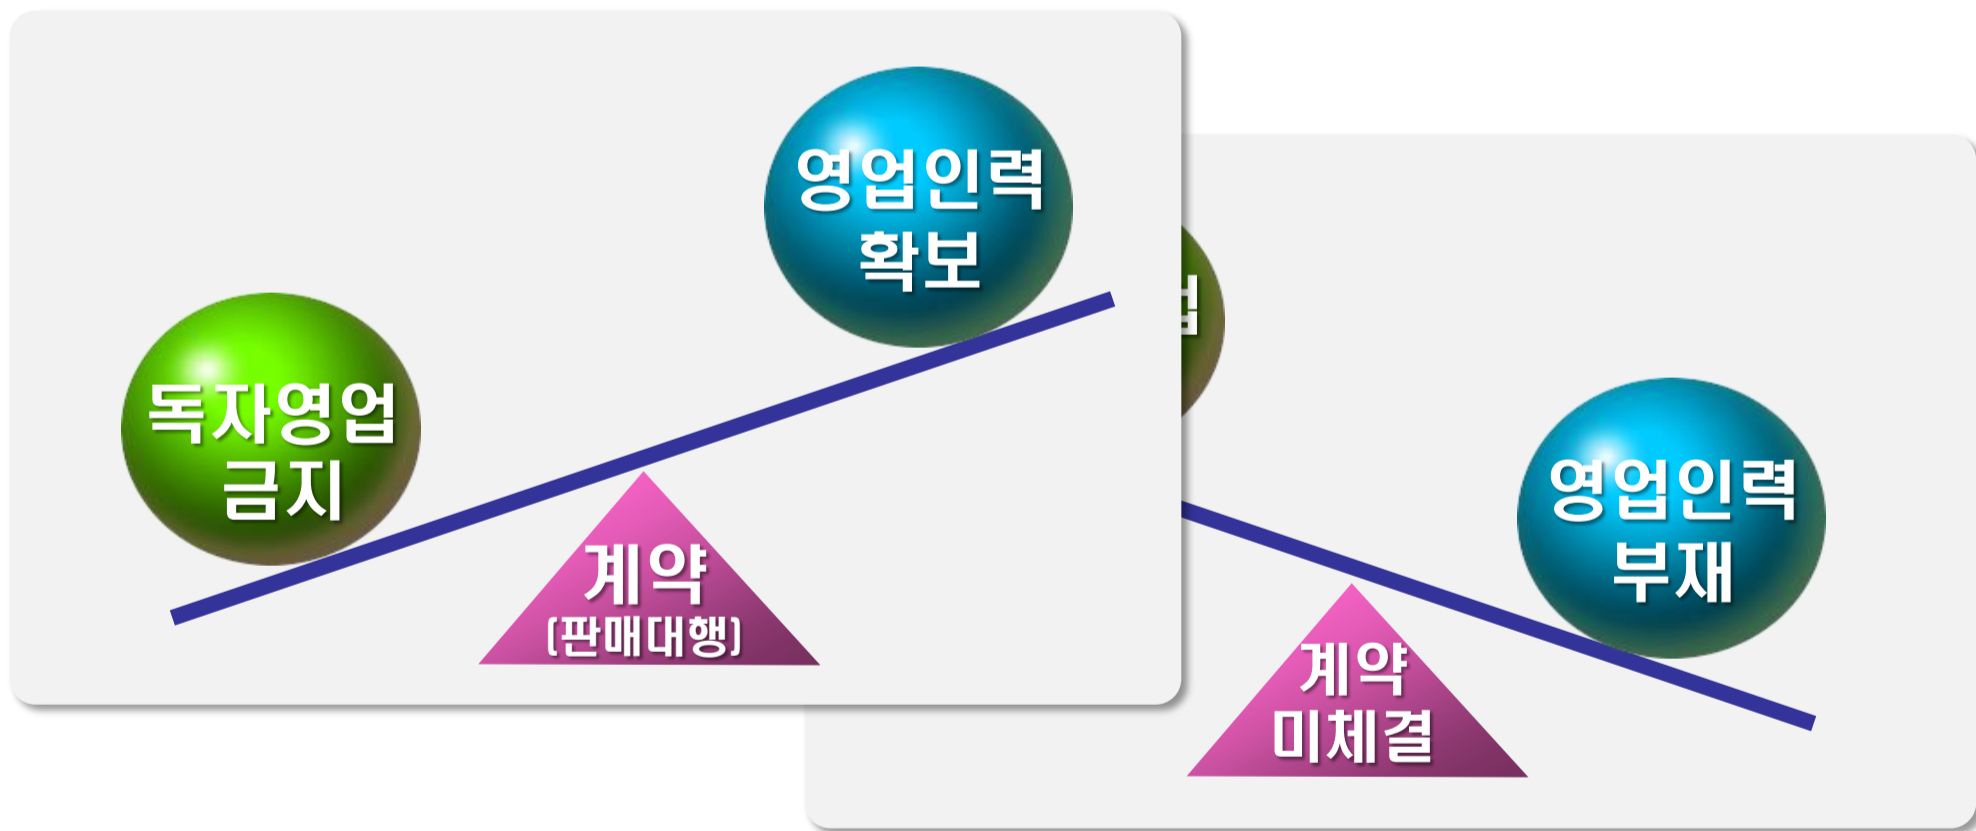 영업인력
확보
독자영업
금지
계약
(판매대행)
영업인력
부재
계약
미체결